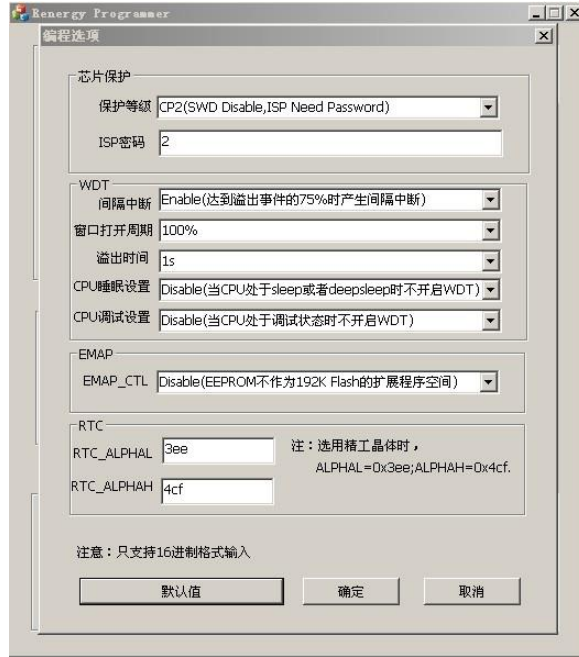 Renergy Programmer
编程选项
芯片保护
保护等级 CP2(SWD Disable,ISP Need Password)
ISP密码 2
WDT
间隔中断 Enable(达到溢出事件的75%时产生间隔中断)
窗口打开周期 100%
溢出时间 1s
CPU睡眠设置 Disable(当CPU处于sleep或者deepsleep时不开启WDT)
CPU调试设置 Disable(当CPU处于调试状态时不开启WDT)
EMAP
EMAP_CTL Disable(EEPROM不作为192K Flash的扩展程序空间)
RTC
RTC_ALPHAL 3ee 注：选用精工晶体时，
ALPHAL=0x3ee;ALPHAH=0x4cf.
RTC_ALPHAH 4cf
注意：只支持16进制格式输入
默认值 确定 取消